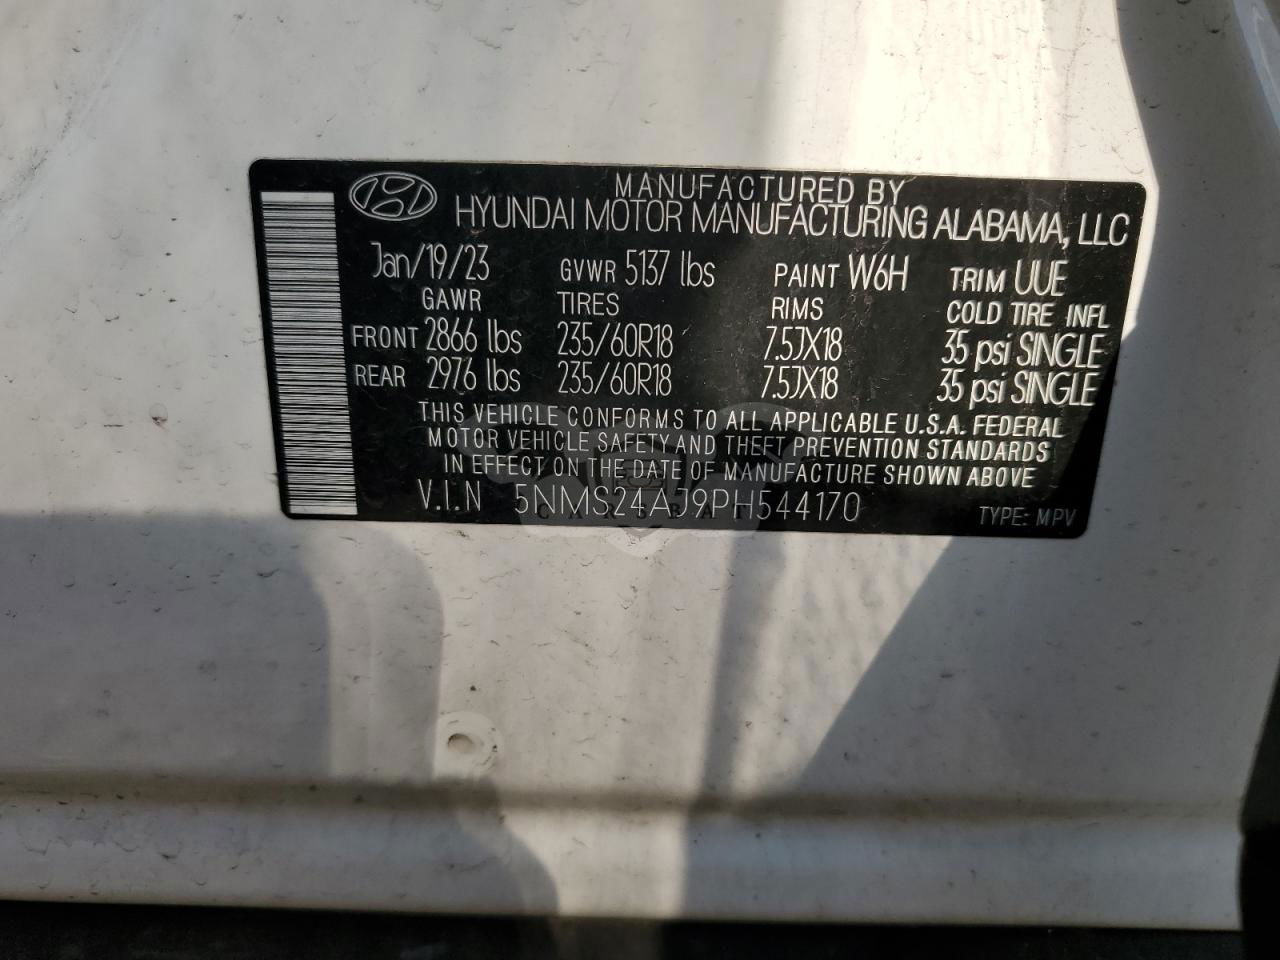 MANUFACTURED BY
HYUNDAI MOTOR MANUFACTURING ALABAMA, LLC
Jan/19/23 GVWR 5137 lbs PAINT W6H TRIM UUE
GAWR TIRES RIMS COLD TIRE INFL
FRONT 2866 lbs 235/60R18 7.5JX18 35 psi SINGLE
REAR 2976 lbs 235/60R18 7.5JX18 35 psi SINGLE
THIS VEHICLE CONFORMS TO ALL APPLICABLE U.S.A. FEDERAL
MOTOR VEHICLE SAFETY AND THEFT PREVENTION STANDARDS
IN EFFECT ON THE DATE OF MANUFACTURE SHOWN ABOVE
V.I.N 5NMS24AJ9PH544170 TYPE: MPV
CARSBAT